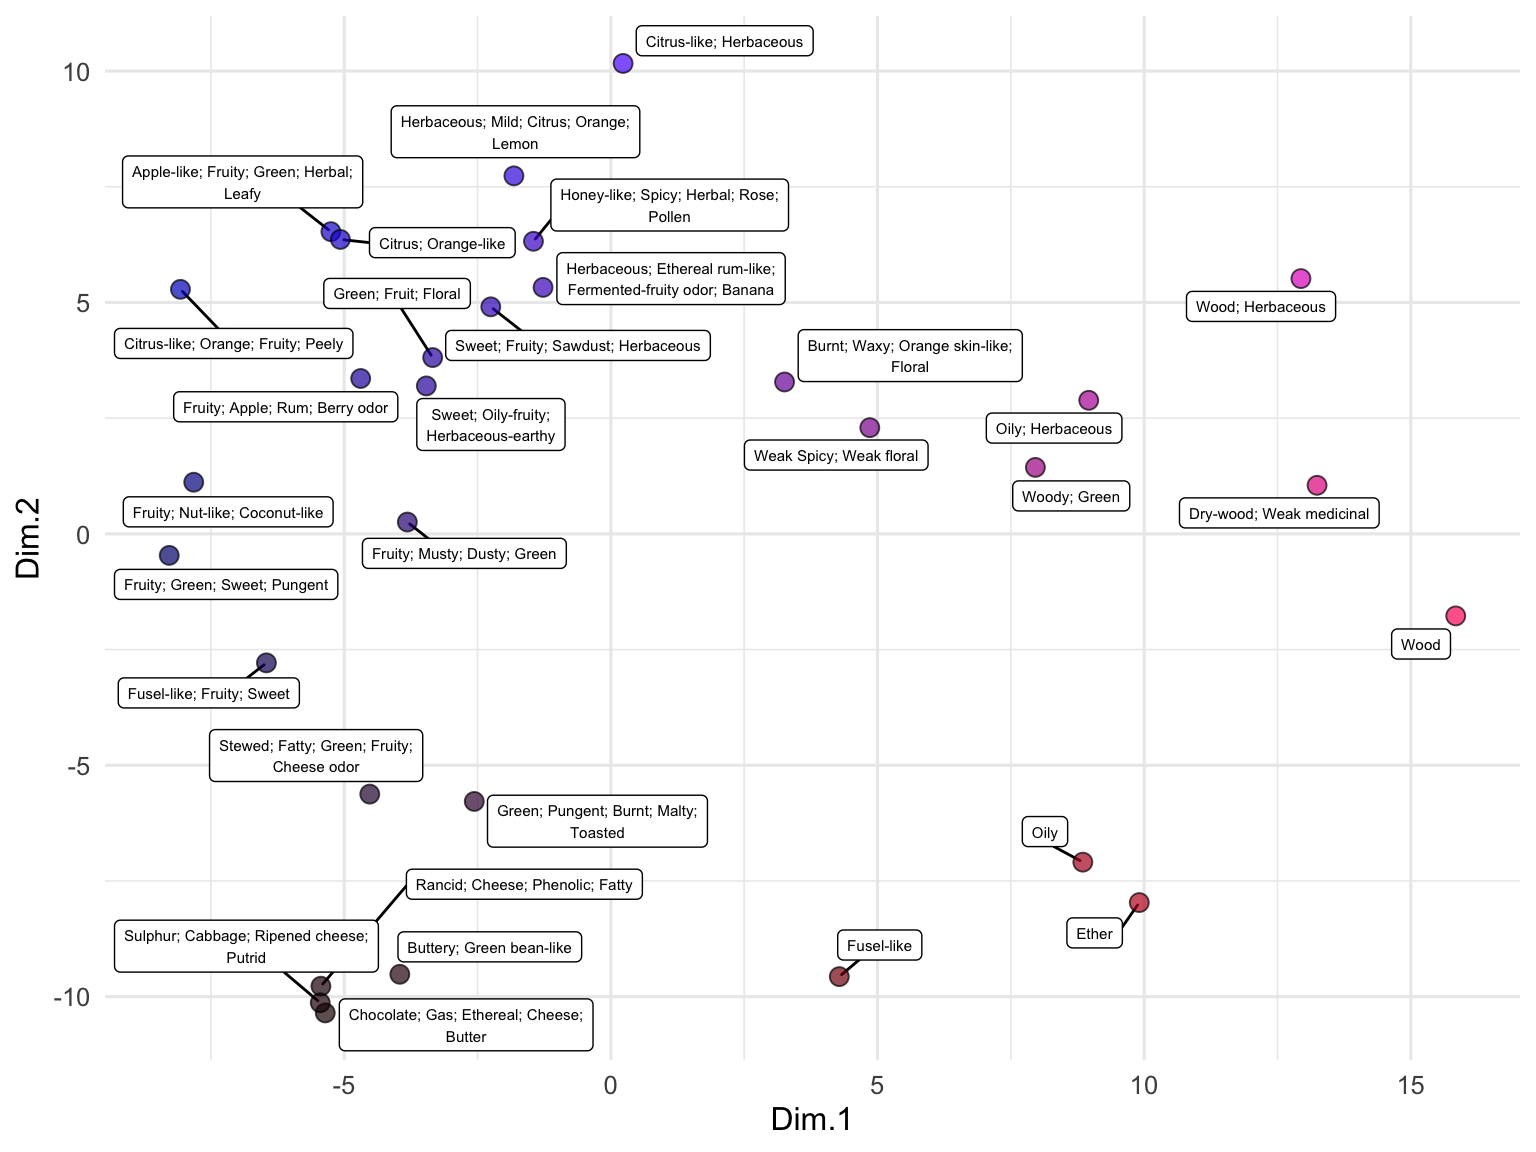 Citrus-like; Herbaceous
10
Herbaceous; Mild; Citrus; Orange;
Lemon
Apple-like; Fruity; Green; Herbal;
Leafy
Honey-like; Spicy; Herbal; Rose;
Pollen
Citrus; Orange-like
Herbaceous; Ethereal rum-like;
Fermented-fruity odor; Banana
Green; Fruit; Floral
5
Wood; Herbaceous
Citrus-like; Orange; Fruity; Peely
Sweet; Fruity; Sawdust; Herbaceous
Burnt; Waxy; Orange skin-like;
Floral
Fruity; Apple; Rum; Berry odor
Sweet; Oily-fruity;
Herbaceous-earthy
Oily; Herbaceous
Weak Spicy; Weak floral
Woody; Green
Fruity; Nut-like; Coconut-like
Dry-wood; Weak medicinal
0
Dim.2
Fruity; Musty; Dusty; Green
Fruity; Green; Sweet; Pungent
Wood
Fusel-like; Fruity; Sweet
Stewed; Fatty; Green; Fruity;
Cheese odor
-5
Green; Pungent; Burnt; Malty;
Toasted
Oily
Rancid; Cheese; Phenolic; Fatty
Sulphur; Cabbage; Ripened cheese;
Putrid
Buttery; Green bean-like
Fusel-like
Ether
-10
Chocolate; Gas; Ethereal; Cheese;
Butter
-5
0
5
10
15
Dim.1